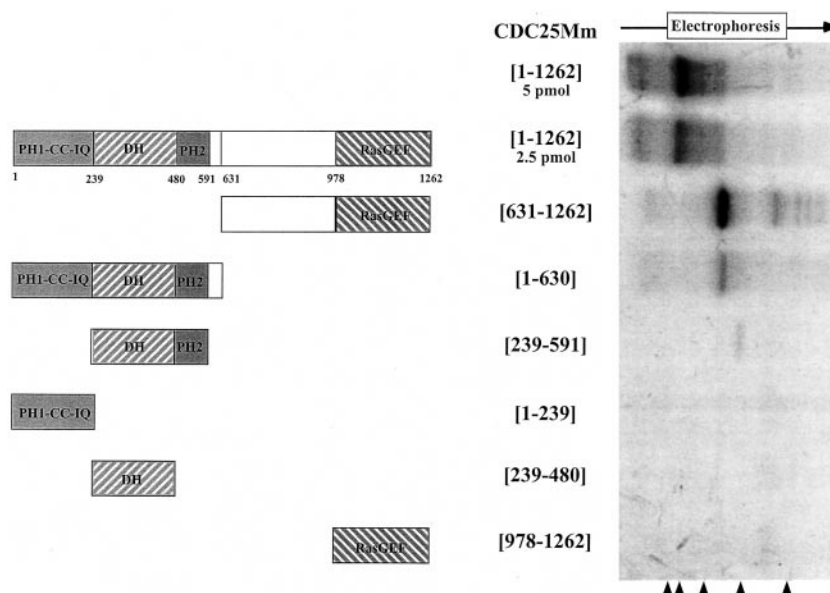 CDC25Mm
Electrophoresis
[1-1262]
5 pmol
PH1-CC-IQ DH PH2 RasGEF
[1-1262]
2.5 pmol
1 239 480 591 631 978 1262
RasGEF
[631-1262]
PH1-CC-IQ DH PH2
[1-630]
DH PH2
[239-591]
PH1-CC-IQ
[1-239]
DH
[239-480]
RasGEF
[978-1262]